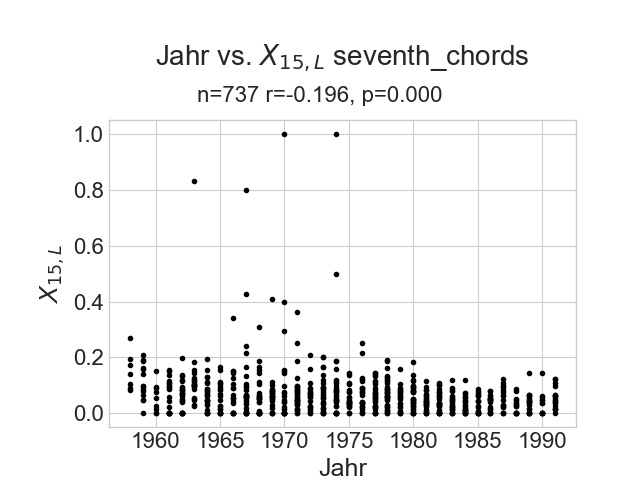 Jahr vs. X15, L seventh_chords
n=737 r=-0.196, p=0.000
1.0
0.8
0.6
0.4
0.2
0.0
X15, L
1960 1965 1970 1975 1980 1985 1990
Jahr